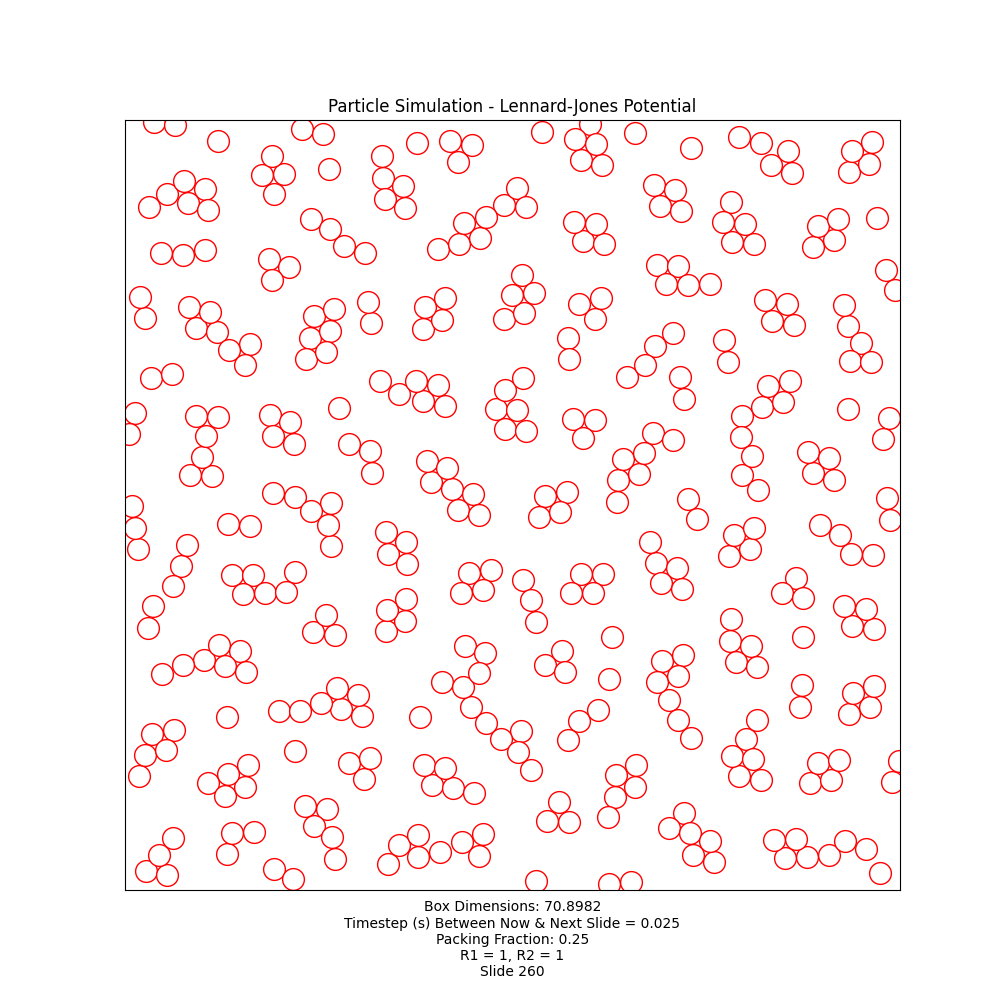 Particle Simulation - Lennard-Jones Potential
Box Dimensions: 70.8982
Timestep (s) Between Now & Next Slide = 0.025
Packing Fraction: 0.25
R1 = 1, R2 = 1
Slide 260